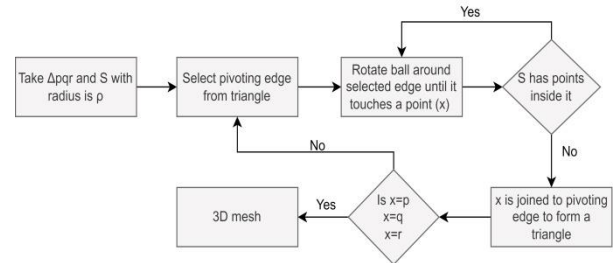 Yes
Take Δpqr and S with
radius is ρ
Select pivoting edge
from triangle
Rotate ball around
selected edge until it
touches a point (x)
S has points
inside it
No
No
3D mesh
Yes
Is x=p
x=q
x=r
x is joined to pivoting
edge to form a
triangle